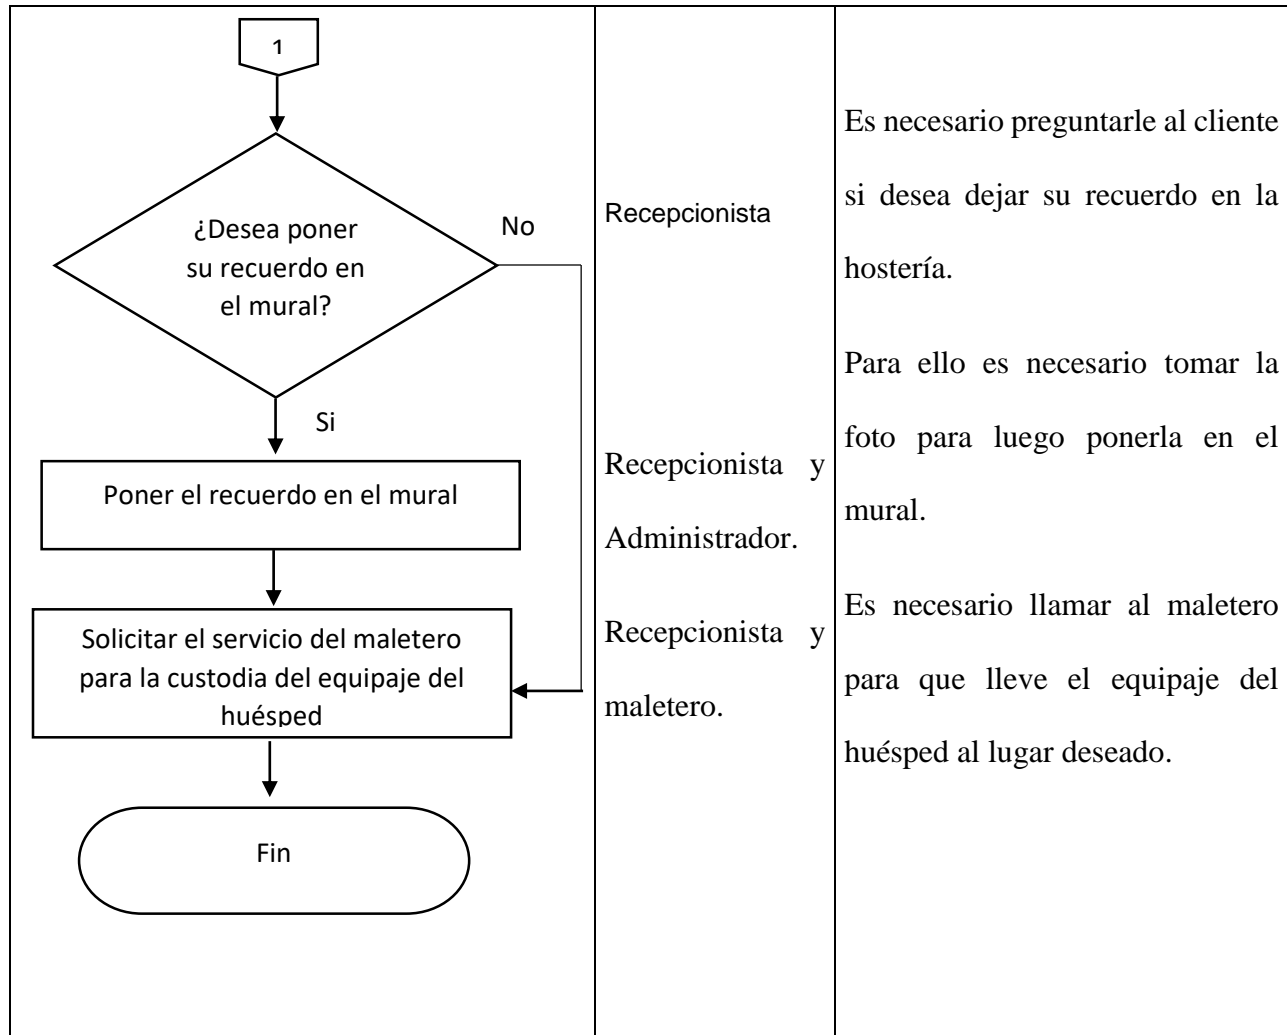 1
¿Desea poner
su recuerdo en
el mural?
No
Si
Poner el recuerdo en el mural
Solicitar el servicio del maletero
para la custodia del equipaje del
huésped
Fin
Recepcionista
Recepcionista y
Administrador.
Recepcionista y
maletero.
Es necesario preguntarle al cliente
si desea dejar su recuerdo en la
hostería.
Para ello es necesario tomar la
foto para luego ponerla en el
mural.
Es necesario llamar al maletero
para que lleve el equipaje del
huésped al lugar deseado.